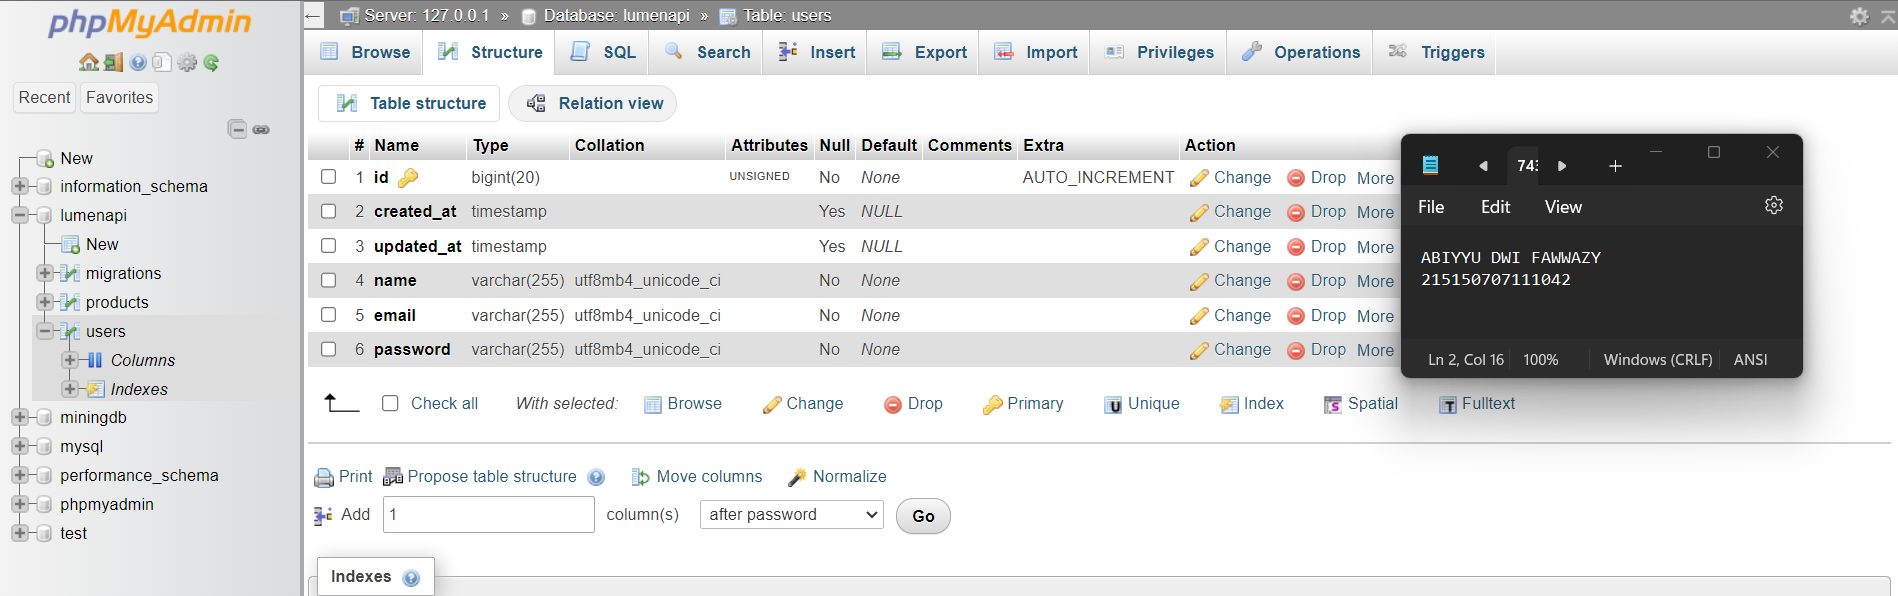 phpMyAdmin
Recent Favorites
New
information_schema
lumenapi
New
migrations
products
users
Columns
Indexes
miningdb
mysql
performance_schema
phpmyadmin
test
Server: 127.0.0.1 » Database: lumenapi » Table: users
Browse Structure SQL Search Insert Export Import Privileges Operations Triggers
Table structure Relation view
# Name Type Collation Attributes Null Default Comments Extra Action
1 id bigint(20) UNSIGNED No None AUTO_INCREMENT Change Drop More
2 created_at timestamp Yes NULL Change Drop More
3 updated_at timestamp Yes NULL Change Drop More
4 name varchar(255) utf8mb4_unicode_ci No None Change Drop More
5 email varchar(255) utf8mb4_unicode_ci No None Change Drop More
6 password varchar(255) utf8mb4_unicode_ci No None Change Drop More
Check all With selected: Browse Change Drop Primary Unique Index Spatial Fulltext
Print Propose table structure Move columns Normalize
Add 1 column(s) after password Go
Indexes
743
File Edit View
ABIYYU DWI FAWWAZY
215150707111042
Ln 2, Col 16 100% Windows (CRLF) ANSI